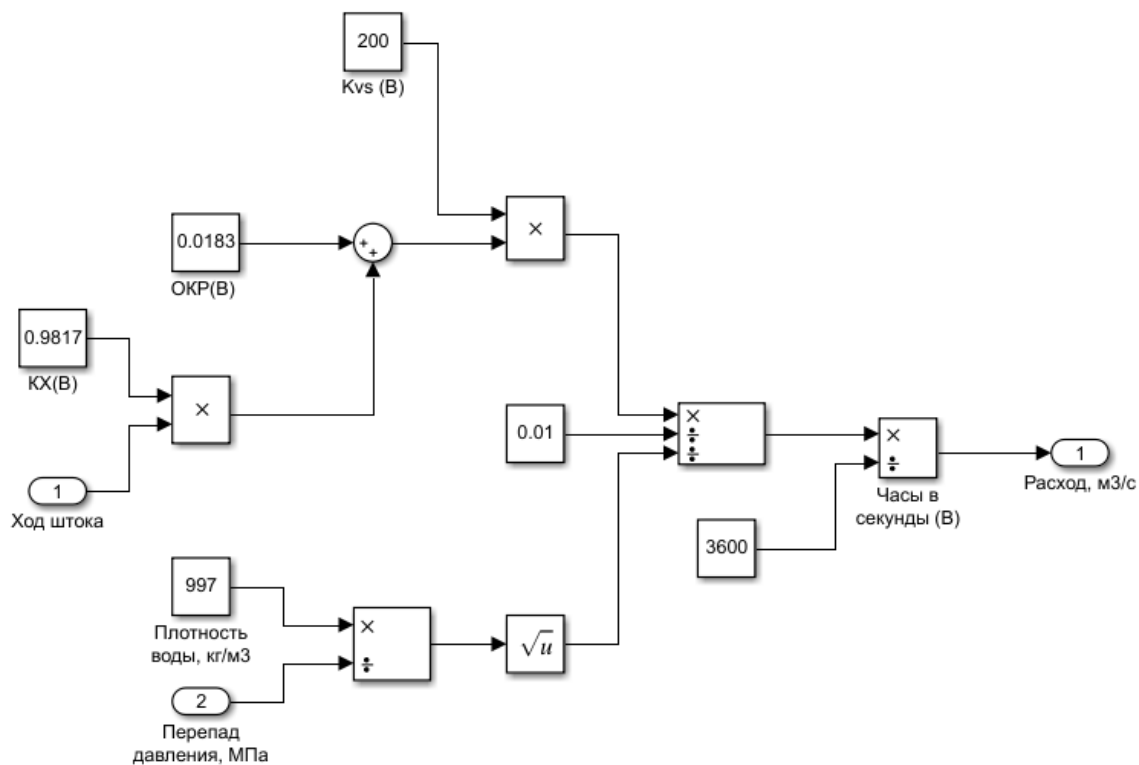 200
Kvs (В)
0.0183
ОКР(В)
0.9817
КХ(В)
×
×
1
Ход штока
0.01
×
÷
÷
×
÷
Часы в
секунды (В)
1
Расход, м3/с
3600
997
Плотность
воды, кг/м3
×
÷
√u
2
Перепад
давления, МПа